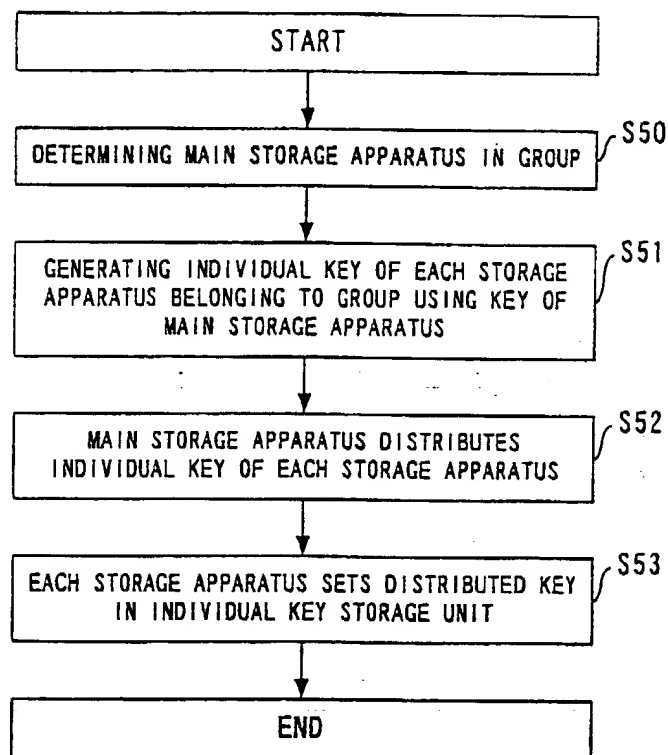 START
DETERMINING MAIN STORAGE APPARATUS IN GROUP
S50
GENERATING INDIVIDUAL KEY OF EACH STORAGE
APPARATUS BELONGING TO GROUP USING KEY OF
MAIN STORAGE APPARATUS
S51
MAIN STORAGE APPARATUS DISTRIBUTES
INDIVIDUAL KEY OF EACH STORAGE APPARATUS
S52
EACH STORAGE APPARATUS SETS DISTRIBUTED KEY
IN INDIVIDUAL KEY STORAGE UNIT
S53
END